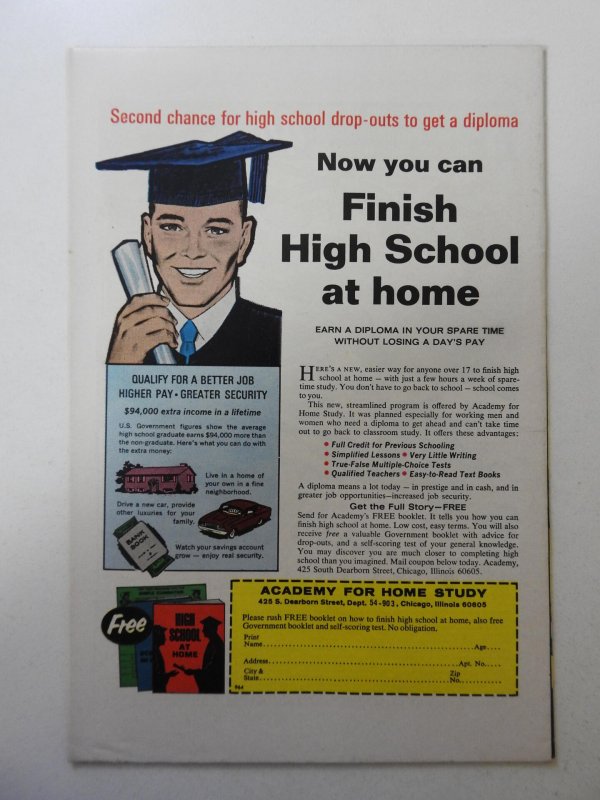 Second chance for high school drop-outs to get a diploma
Now you can
Finish
High School
at home
EARN A DIPLOMA IN YOUR SPARE TIME
WITHOUT LOSING A DAY'S PAY
QUALIFY FOR A BETTER JOB
HIGHER PAY • GREATER SECURITY
$94,000 extra income in a lifetime
U.S. Government figures show the average
high school graduate earns $94,000 more than
the non-graduate. Here's what you can do with
the extra money:
Live in a home of
your own in a fine
neighborhood.
Drive a new car, provide
other luxuries for your
family.
BANK
BOOK
Watch your savings account
grow — enjoy real security.
HERE'S A NEW, easier way for anyone over 17 to finish high
school at home — with just a few hours a week of spare-
time study. You don't have to go back to school – school comes
to you.
This new, streamlined program is offered by Academy for
Home Study. It was planned especially for working men and
women who need a diploma to get ahead and can't take time
out to go back to classroom study. It offers these advantages:
• Full Credit for Previous Schooling
• Simplified Lessons • Very Little Writing
• True-False Multiple-Choice Tests
• Qualified Teachers • Easy-to-Read Text Books
A diploma means a lot today — in prestige and in cash, and in
greater job opportunities—increased job security.
Get the Full Story—FREE
Send for Academy's FREE booklet. It tells you how you can
finish high school at home. Low cost, easy terms. You will also
receive free a valuable Government booklet with advice for
drop-outs, and a self-scoring test of your general knowledge.
You may discover you are much closer to completing high
school than you imagined. Mail coupon below today. Academy,
425 South Dearborn Street, Chicago, Illinois 60605.
Free
HIGH
SCHOOL
AT
HOME
ACADEMY FOR HOME STUDY
425 S. Dearborn Street, Dept. 54-903, Chicago, Illinois 60605
Please rush FREE booklet on how to finish high school at home, also free
Government booklet and self-scoring test. No obligation.
Print
Name Age
Address Apt. No.
City & Zip
State No.
964